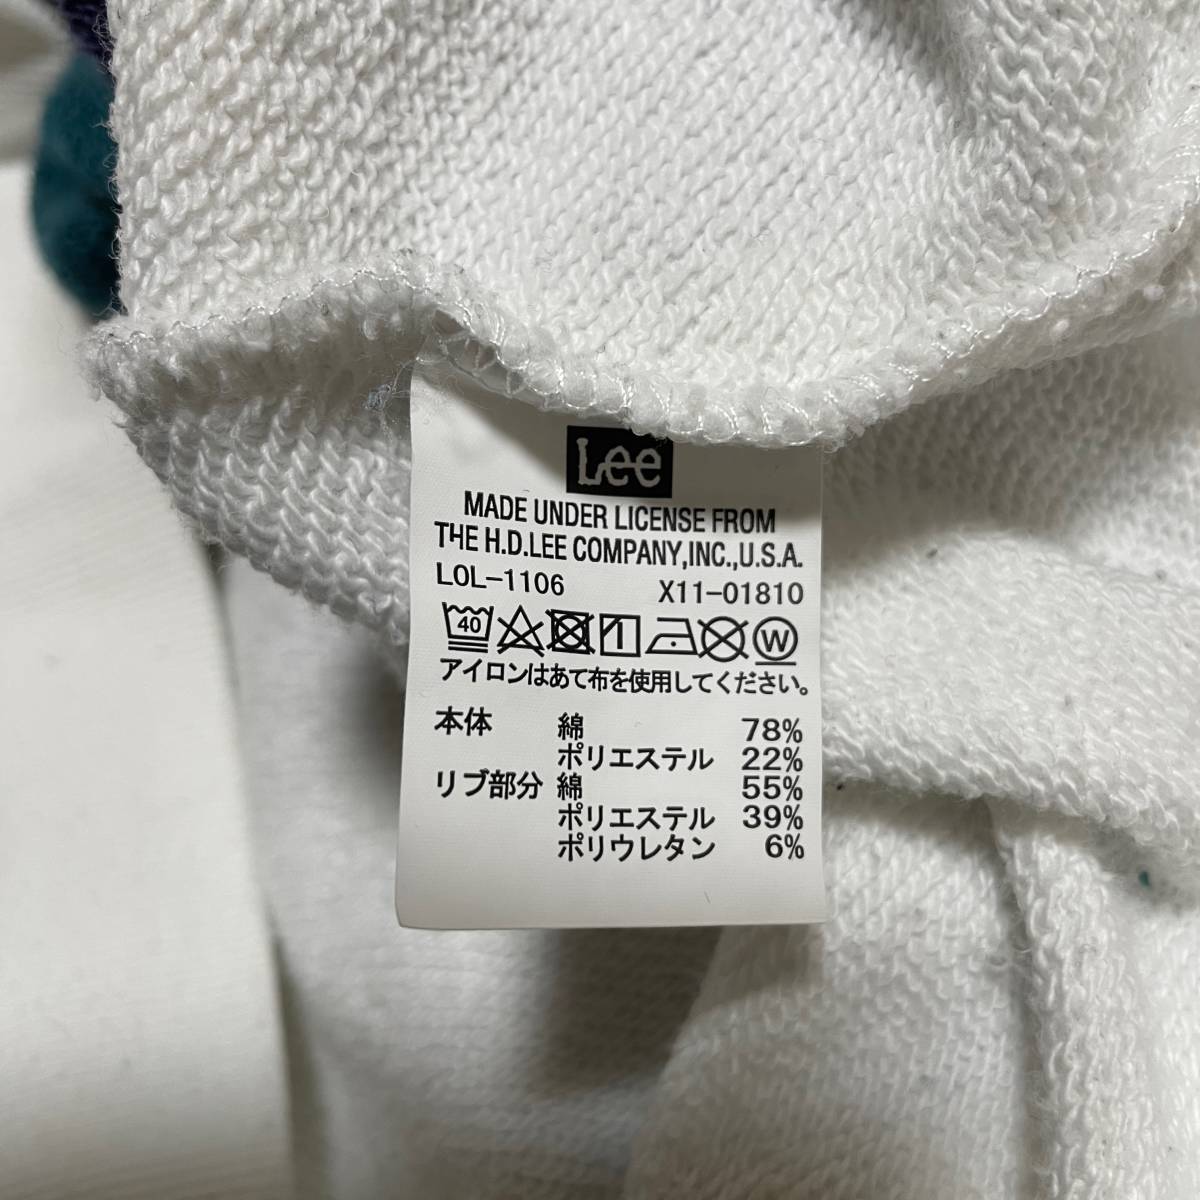 Lee
MADE UNDER LICENSE FROM
THE H.D.LEE COMPANY,INC.,U.S.A.
LOL-1106 X11-01810
40 W
アイロンはあて布を使用してください。
本体 綿 78%
ポリエステル 22%
リブ部分 綿 55%
ポリエステル 39%
ポリウレタン 6%